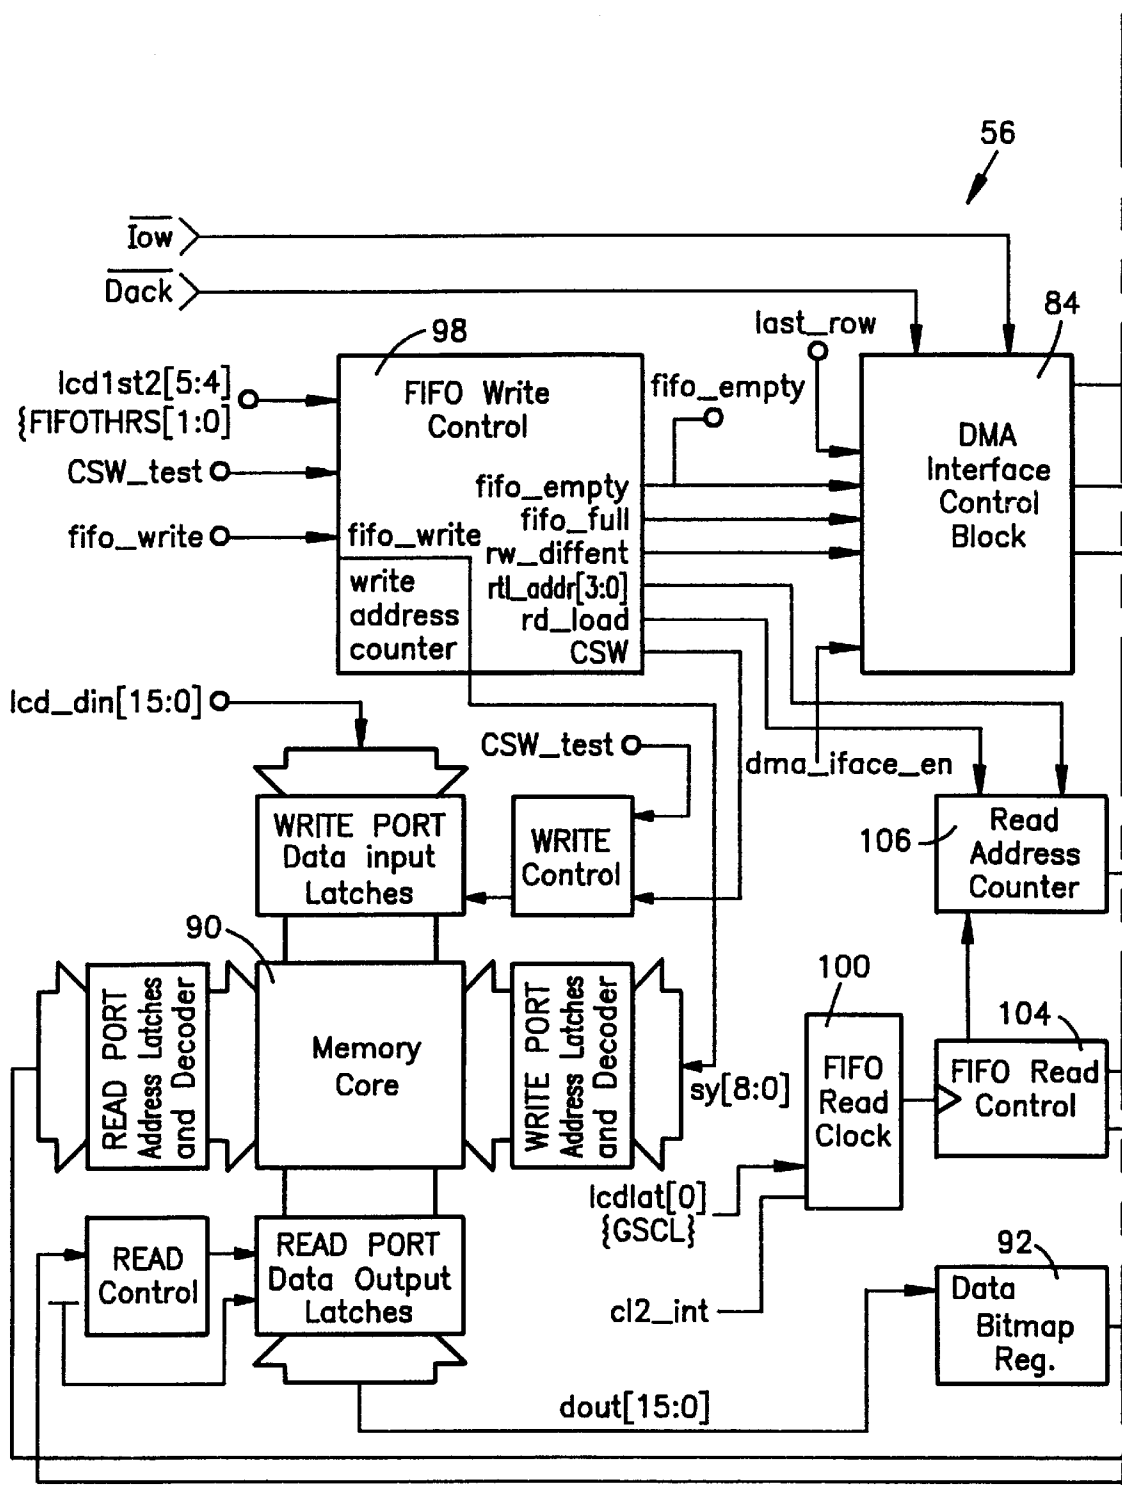 56
Iow
Dack
98
last_row
84
lcd1st2[5:4]
{FIFOTHRS[1:0]
CSW_test
fifo_write
FIFO Write
Control
fifo_empty
fifo_empty
fifo_full
fifo_write
rw_diffent
write
address
counter
rtl_addr[3:0]
rd_load
CSW
DMA
Interface
Control
Block
lcd_din[15:0]
CSW_test
dma_iface_en
WRITE PORT
Data input
Latches
WRITE
Control
106
Read
Address
Counter
90
READ PORT
Address Latches
and Decoder
Memory
Core
WRITE PORT
Address Latches
and Decoder
sy[8:0]
100
FIFO
Read
Clock
104
FIFO Read
Control
lcdlat[0]
{GSCL}
READ
Control
READ PORT
Data Output
Latches
cl2_int
92
Data
Bitmap
Reg.
dout[15:0]